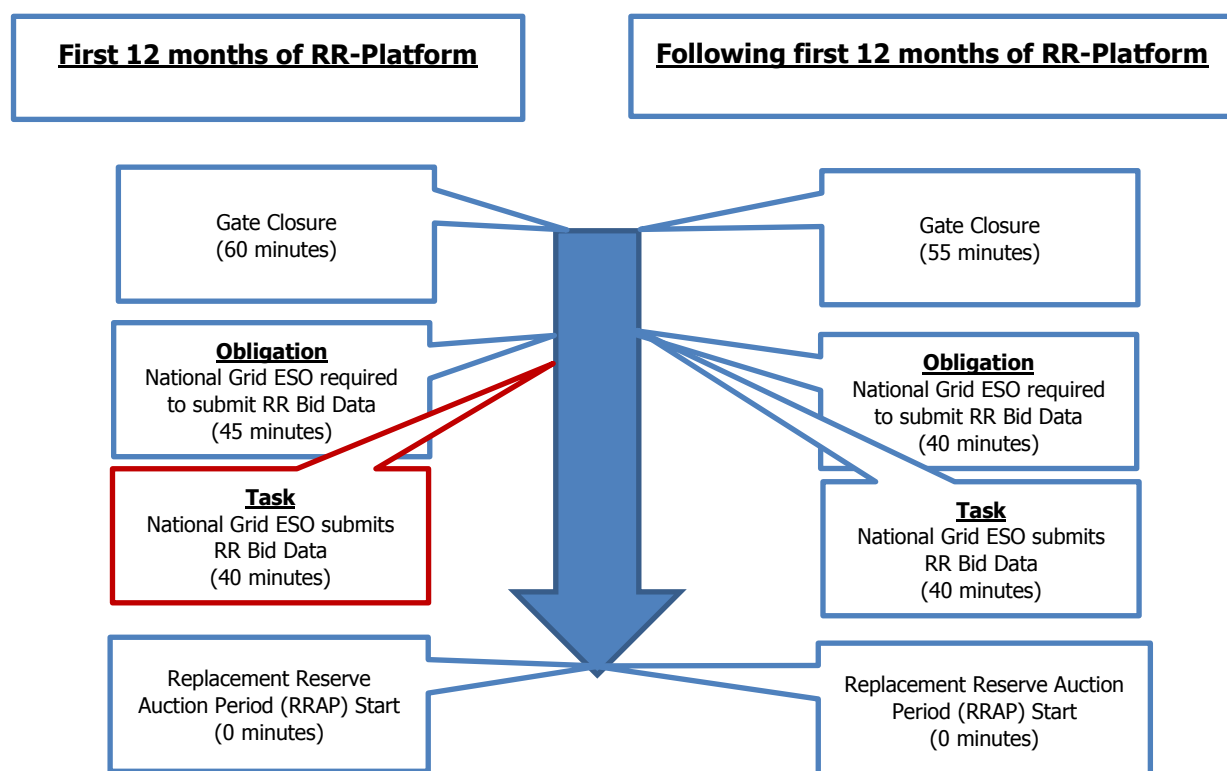 First 12 months of RR-Platform
Following first 12 months of RR-Platform
Gate Closure
(60 minutes)
Gate Closure
(55 minutes)
Obligation
National Grid ESO required
to submit RR Bid Data
(45 minutes)
Obligation
National Grid ESO required
to submit RR Bid Data
(40 minutes)
Task
National Grid ESO submits
RR Bid Data
(40 minutes)
Task
National Grid ESO submits
RR Bid Data
(40 minutes)
Replacement Reserve
Auction Period (RRAP) Start
(0 minutes)
Replacement Reserve Auction
Period (RRAP) Start
(0 minutes)